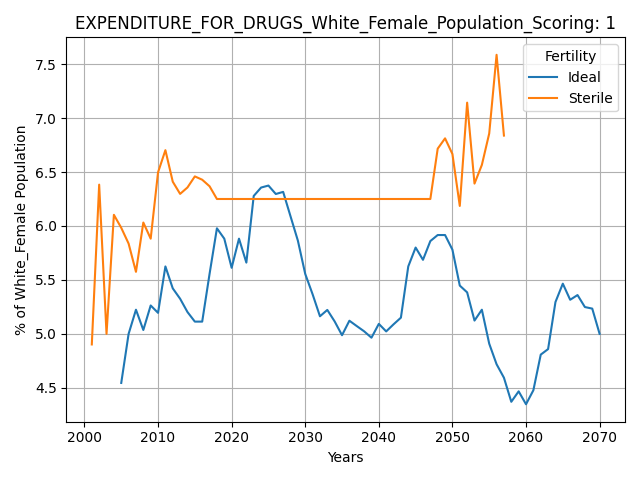 EXPENDITURE_FOR_DRUGS_White_Female_Population_Scoring: 1
Fertility
Ideal
Sterile
% of White_Female Population
7.5
7.0
6.5
6.0
5.5
5.0
4.5
2000 2010 2020 2030 2040 2050 2060 2070
Years